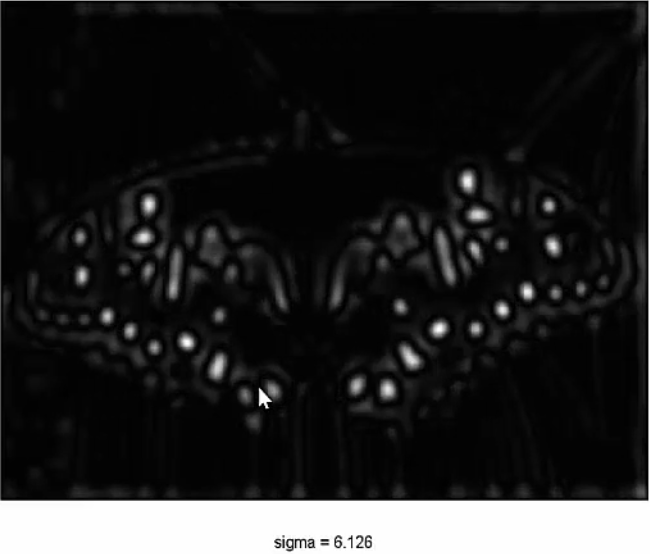 sigma = 6.126